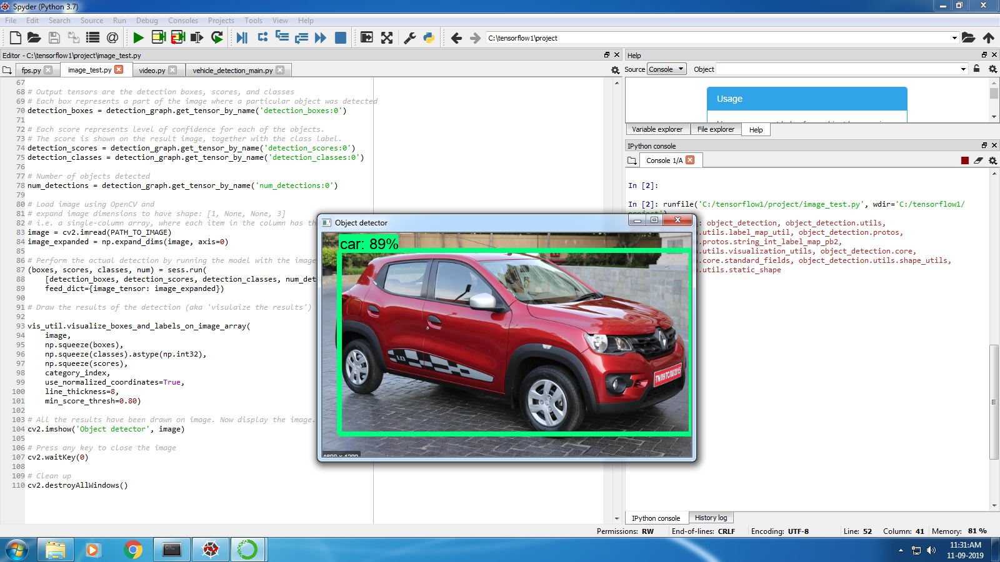 Spyder (Python 3.7)
File Edit Search Source Run Debug Consoles Projects Tools View Help
C:\tensorflow1\project
Editor - C:\tensorflow1\project\image_test.py
fps.py image_test.py video.py vehicle_detection_main.py
67
68 # Output tensors are the detection boxes, scores, and classes
69 # Each box represents a part of the image where a particular object was detected
70 detection_boxes = detection_graph.get_tensor_by_name('detection_boxes:0')
71
72 # Each score represents level of confidence for each of the objects.
73 # The score is shown on the result image, together with the class label.
74 detection_scores = detection_graph.get_tensor_by_name('detection_scores:0')
75 detection_classes = detection_graph.get_tensor_by_name('detection_classes:0')
76
77 # Number of objects detected
78 num_detections = detection_graph.get_tensor_by_name('num_detections:0')
79
80 # Load image using OpenCV and
81 # expand image dimensions to have shape: [1, None, None, 3]
82 # i.e. a single-column array, where each item in the column has th
83 image = cv2.imread(PATH_TO_IMAGE)
84 image_expanded = np.expand_dims(image, axis=0)
85
86 # Perform the actual detection by running the model with the image
87 (boxes, scores, classes, num) = sess.run(
88 [detection_boxes, detection_scores, detection_classes, num_det
89 feed_dict={image_tensor: image_expanded})
90
91 # Draw the results of the detection (aka 'visulaize the results')
92
93 vis_util.visualize_boxes_and_labels_on_image_array(
94 image,
95 np.squeeze(boxes),
96 np.squeeze(classes).astype(np.int32),
97 np.squeeze(scores),
98 category_index,
99 use_normalized_coordinates=True,
100 line_thickness=8,
101 min_score_thresh=0.80)
102
103 # All the results have been drawn on image. Now display the image.
104 cv2.imshow('Object detector', image)
105
106 # Press any key to close the image
107 cv2.waitKey(0)
108
109 # Clean up
110 cv2.destroyAllWindows()
Object detector
car: 89%
1.0
TN09TC08/2015
Help
Source Console Object
Usage
Variable explorer File explorer Help
IPython console
Console 1/A
In [2]:
In [2]: runfile('C:/tensorflow1/project/image_test.py', wdir='C:/tensorflow1/
project')
: object_detection, object_detection.utils,
.utils.label_map_util, object_detection.protos,
.protos.string_int_label_map_pb2,
.utils.visualization_utils, object_detection.core,
.core.standard_fields, object_detection.utils.shape_utils,
.utils.static_shape
IPython console History log
Permissions: RW End-of-lines: CRLF Encoding: UTF-8 Line: 52 Column: 41 Memory: 81 %
11:31:AM
11-09-2019